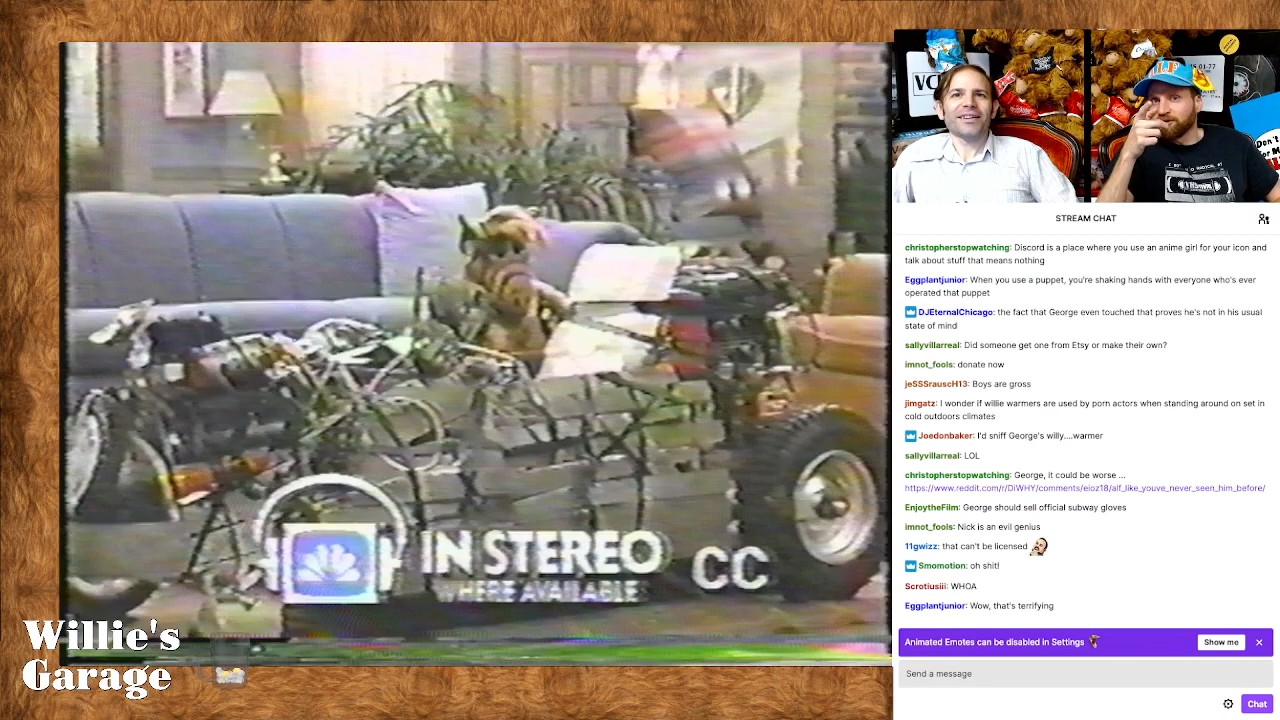 IN STEREO
WHERE AVAILABLE
CC
Willie's
Garage
VC
ALF
15-01-77
Don't
STREAM CHAT
christopherstopwatching: Discord is a place where you use an anime girl for your icon and
talk about stuff that means nothing
Eggplantjunior: When you use a puppet, you're shaking hands with everyone who's ever
operated that puppet
DJEternalChicago: the fact that George even touched that proves he's not in his usual
state of mind
sallyvillarreal: Did someone get one from Etsy or make their own?
imnot_fools: donate now
jeSSSrauscH13: Boys are gross
jimgatz: I wonder if willie warmers are used by porn actors when standing around on set in
cold outdoors climates
Joedonbaker: I'd sniff George's willy....warmer
sallyvillarreal: LOL
christopherstopwatching: George, it could be worse ...
https://www.reddit.com/r/DiWHY/comments/eioz18/alf_like_youve_never_seen_him_before/
EnjoytheFilm: George should sell official subway gloves
imnot_fools: Nick is an evil genius
11gwizz: that can't be licensed
Smomotion: oh shit!
Scrotiusiii: WHOA
Eggplantjunior: Wow, that's terrifying
Animated Emotes can be disabled in Settings
Show me
Send a message
Chat